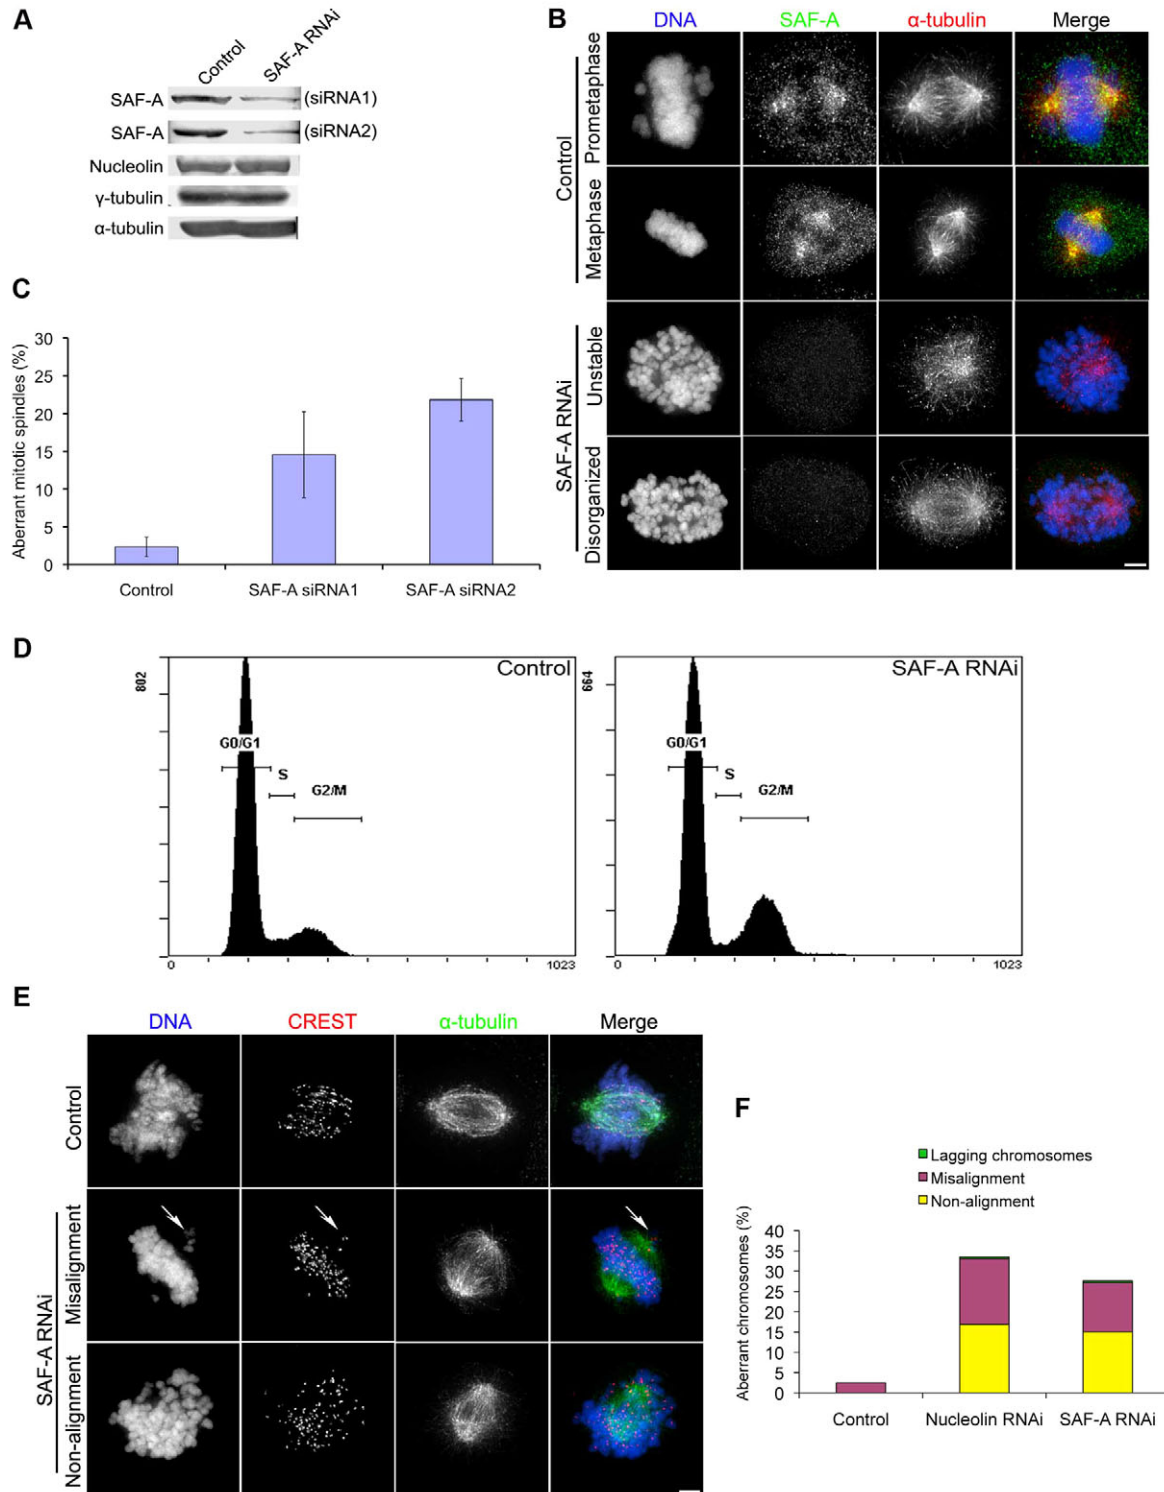 A
Control
SAF-A RNAi
SAF-A
(siRNA1)
SAF-A
(siRNA2)
Nucleolin
γ-tubulin
α-tubulin
B
DNA
SAF-A
α-tubulin
Merge
Control
Prometaphase
Metaphase
SAF-A RNAi
Unstable
Disorganized
C
Aberrant mitotic spindles (%)
30
25
20
15
10
5
0
Control
SAF-A siRNA1
SAF-A siRNA2
D
802
Control
G0/G1
S
G2/M
0
1023
664
SAF-A RNAi
G0/G1
S
G2/M
0
1023
E
DNA
CREST
α-tubulin
Merge
Control
SAF-A RNAi
Misalignment
Non-alignment
F
Lagging chromosomes
Misalignment
Non-alignment
Aberrant chromosomes (%)
40
35
30
25
20
15
10
5
0
Control
Nucleolin RNAi
SAF-A RNAi